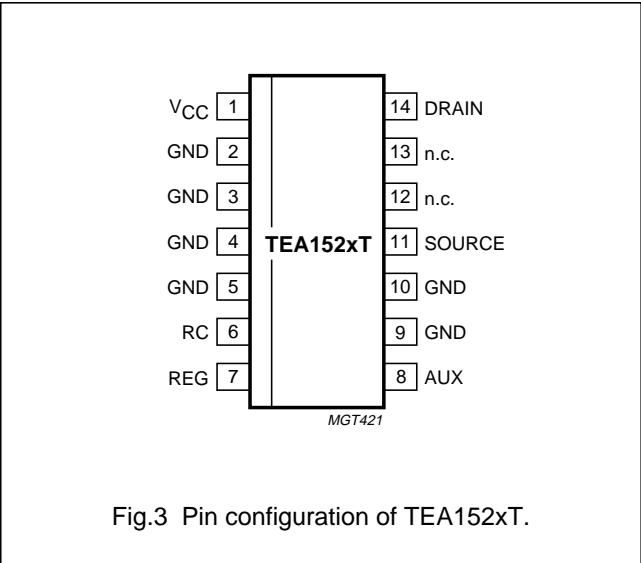 VCC 1 14 DRAIN
GND 2 13 n.c.
GND 3 12 n.c.
GND 4 TEA152xT 11 SOURCE
GND 5 10 GND
RC 6 9 GND
REG 7 8 AUX
MGT421
Fig.3 Pin configuration of TEA152xT.